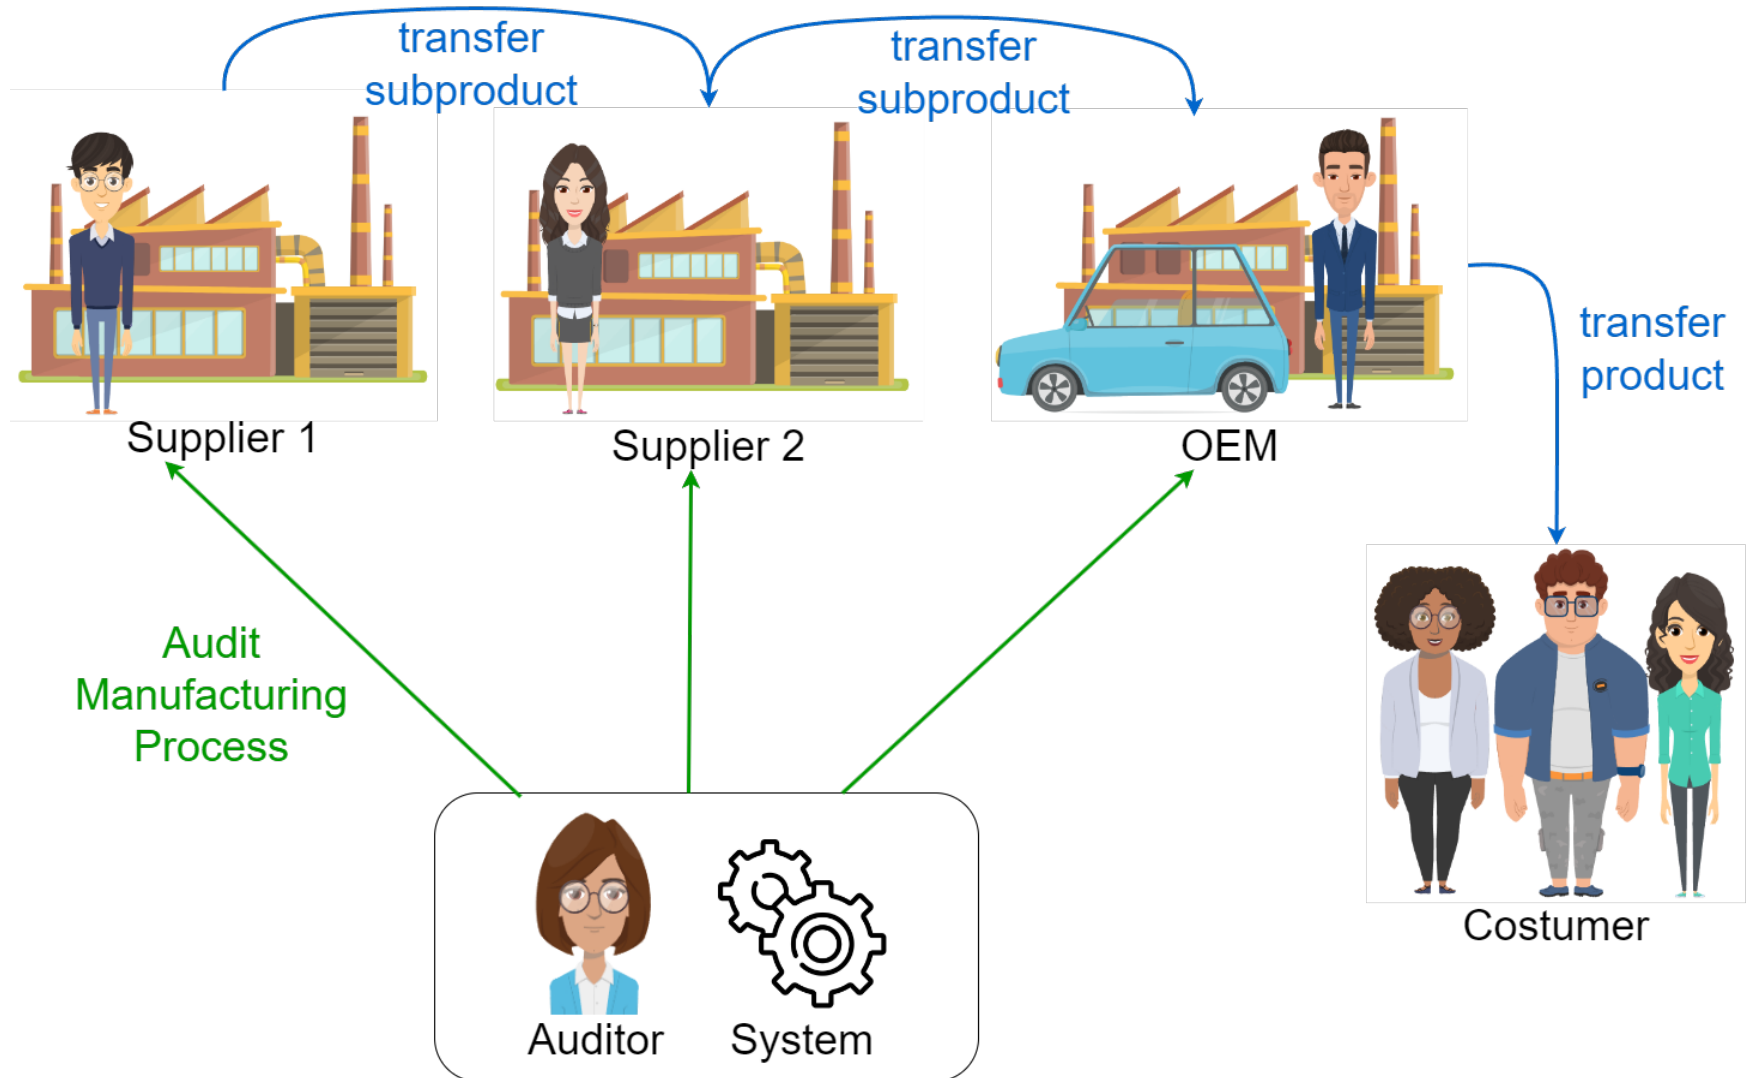 transfer
subproduct
transfer
subproduct
transfer
product
Supplier 1
Supplier 2
OEM
Audit
Manufacturing
Process
Costumer
Auditor
System